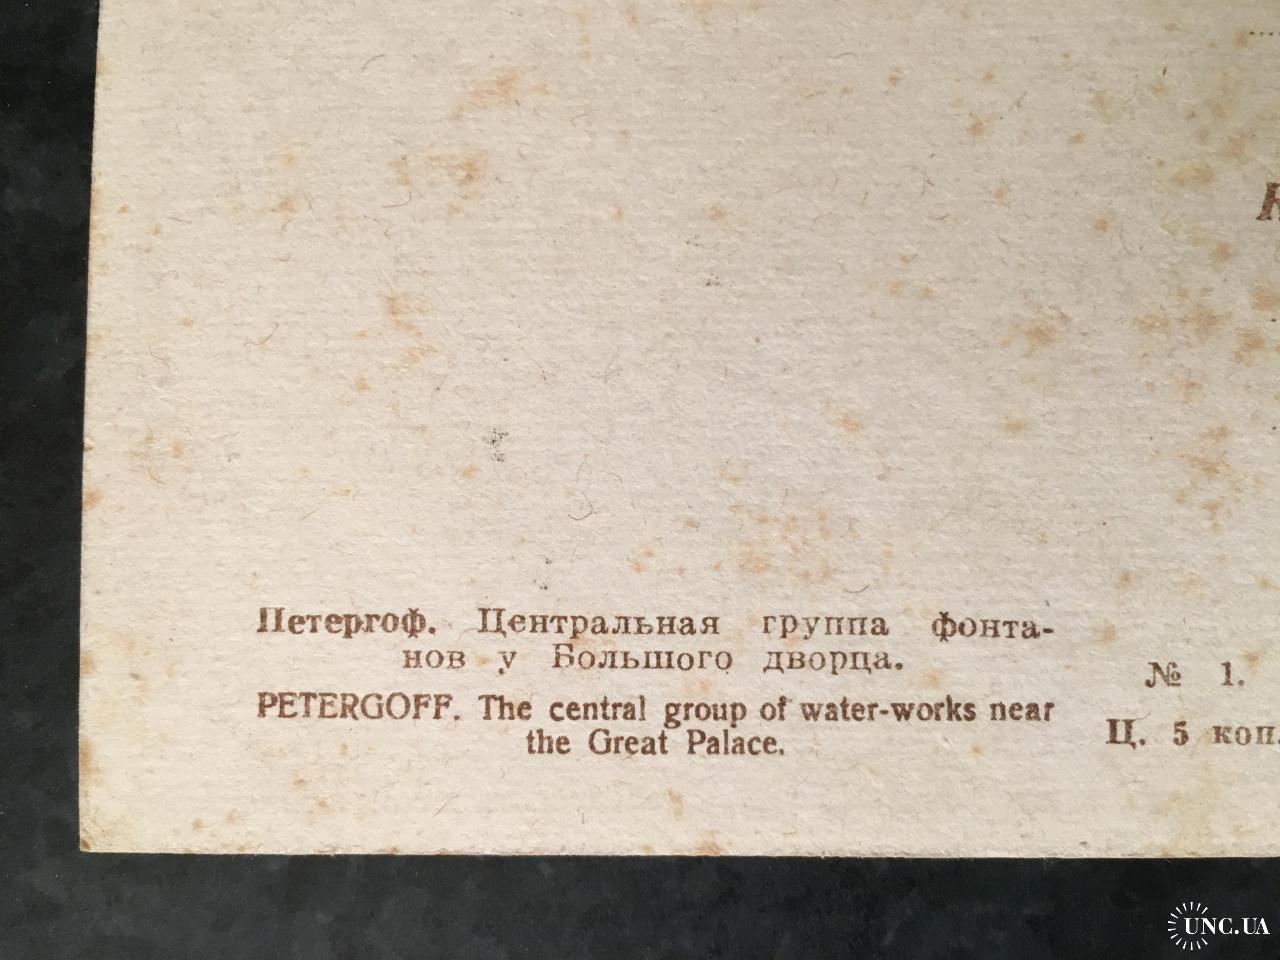 Петергоф. Центральная группа фонта-
нов у Большого дворца.
PETERGOFF. The central group of water-works near
the Great Palace.
№ 1.
Ц. 5 коп.
UNC.UA